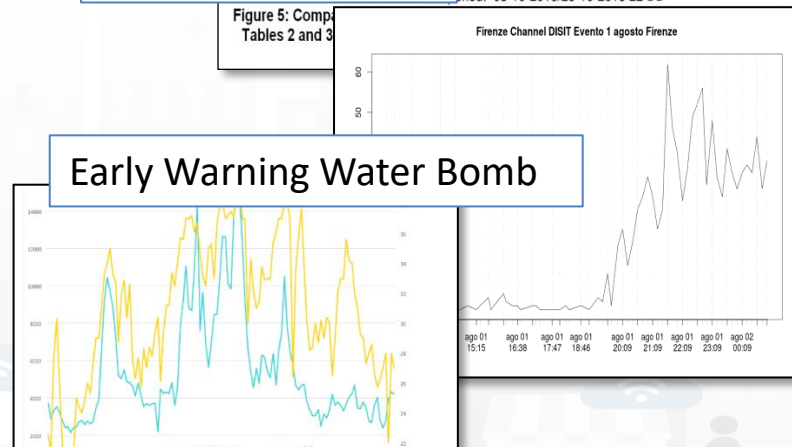 Figure 5: Compa
Tables 2 and 3
Firenze Channel DISIT Evento 1 agosto Firenze
60
50
Early Warning Water Bomb
14000
12000
10000
8000
6000
4000
2000
36
34
32
30
28
26
24
22
ago 01 ago 01 ago 01 ago 01 ago 01 ago 01 ago 01 ago 01 ago 02
15:15 16:38 17:47 18:46 20:09 21:09 22:09 23:09 00:09